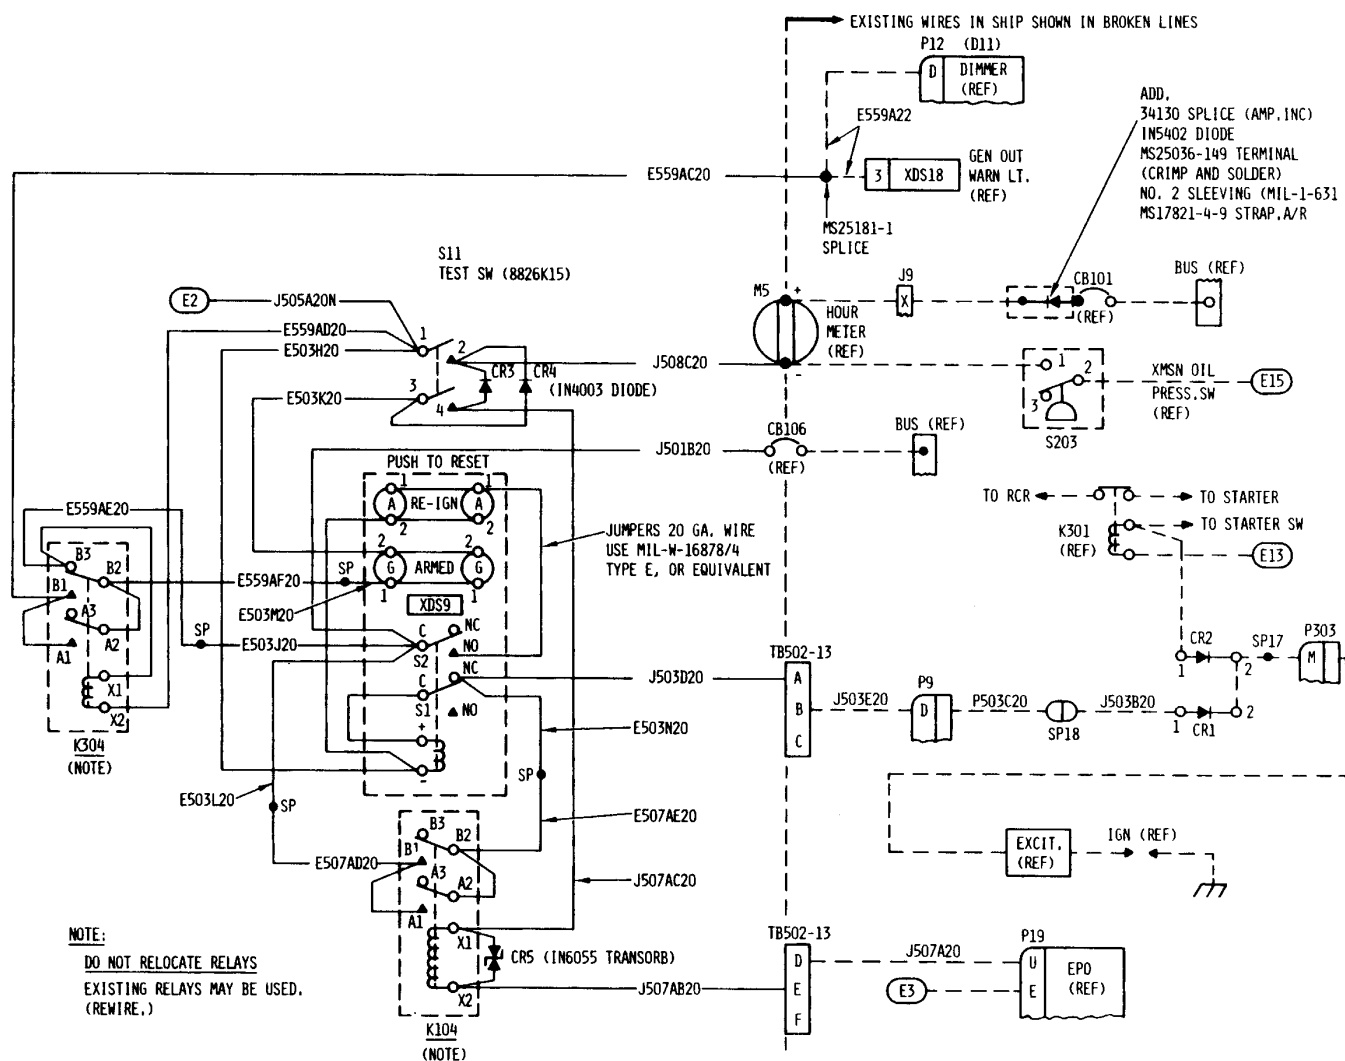 EXISTING WIRES IN SHIP SHOWN IN BROKEN LINES
P12 (D11)
D DIMMER
(REF)
E559A22
ADD,
34130 SPLICE (AMP,INC)
IN5402 DIODE
MS25036-149 TERMINAL
(CRIMP AND SOLDER)
NO. 2 SLEEVING (MIL-1-631
MS17821-4-9 STRAP,A/R
E559AC20
3 XDS18
GEN OUT
WARN LT.
(REF)
MS25181-1
SPLICE
S11
TEST SW (8826K15)
E2
J505A20N
E559AD20
E503H20
E503K20
1
2
3
4
CR3
CR4
(IN4003 DIODE)
J508C20
M5
+
-
HOUR
METER
(REF)
J9
X
CB101
(REF)
BUS (REF)
1
2
3
S203
XMSN OIL
PRESS.SW
(REF)
E15
J501B20
CB106
(REF)
BUS (REF)
PUSH TO RESET
1 1
A RE-IGN A
2 2
2 2
G ARMED G
1 1
XDS9
JUMPERS 20 GA. WIRE
USE MIL-W-16878/4
TYPE E, OR EQUIVALENT
TO RCR
TO STARTER
TO STARTER SW
K301
(REF)
E13
E559AE20
B3
B1
B2
A3
A2
A1
X1
X2
K304
(NOTE)
E559AF20
SP
E503M20
SP
E503J20
C
NC
S2
NO
C
NC
S1
NO
+
-
J503D20
TB502-13
A
B
C
J503E20
P9
D
P503C20
SP18
J503B20
1
CR2
2
SP17
P303
M
1
CR1
2
E503N20
SP
E503L20
SP
E507AE20
E507AD20
B3
B1
B2
A3
A2
A1
X1
X2
K104
(NOTE)
J507AC20
CR5 (IN6055 TRANSORB)
J507AB20
EXCIT.
(REF)
IGN (REF)
TB502-13
D
E
F
J507A20
P19
U
E
EPO
(REF)
E3
NOTE:
DO NOT RELOCATE RELAYS
EXISTING RELAYS MAY BE USED.
(REWIRE.)